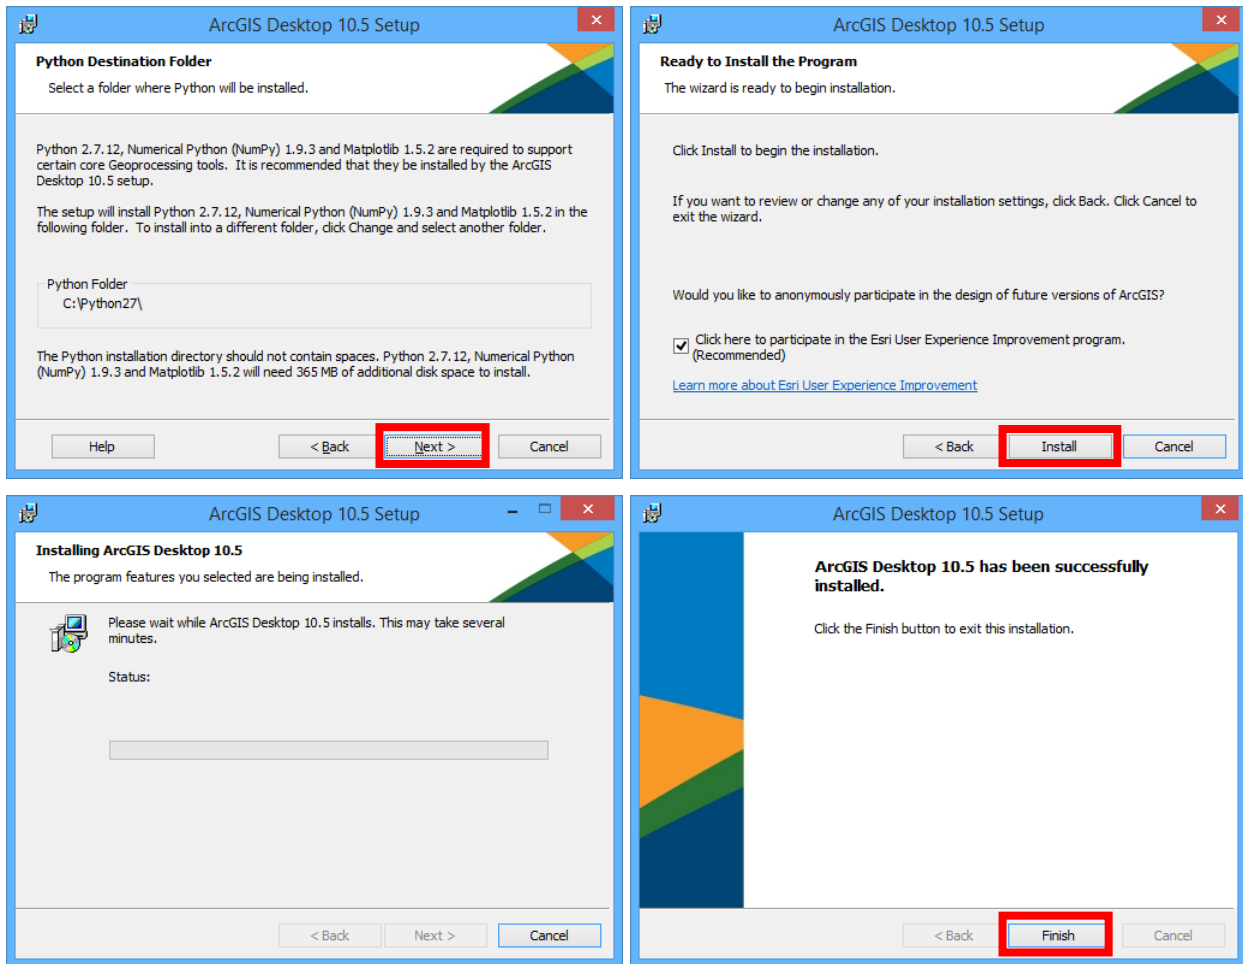 ArcGIS Desktop 10.5 Setup
Python Destination Folder
Select a folder where Python will be installed.
Python 2.7.12, Numerical Python (NumPy) 1.9.3 and Matplotlib 1.5.2 are required to support
certain core Geoprocessing tools. It is recommended that they be installed by the ArcGIS
Desktop 10.5 setup.
The setup will install Python 2.7.12, Numerical Python (NumPy) 1.9.3 and Matplotlib 1.5.2 in the
following folder. To install into a different folder, click Change and select another folder.
Python Folder
C:\Python27\
The Python installation directory should not contain spaces. Python 2.7.12, Numerical Python
(NumPy) 1.9.3 and Matplotlib 1.5.2 will need 365 MB of additional disk space to install.
Help < Back Next > Cancel
ArcGIS Desktop 10.5 Setup
Ready to Install the Program
The wizard is ready to begin installation.
Click Install to begin the installation.
If you want to review or change any of your installation settings, click Back. Click Cancel to
exit the wizard.
Would you like to anonymously participate in the design of future versions of ArcGIS?
Click here to participate in the Esri User Experience Improvement program.
(Recommended)
Learn more about Esri User Experience Improvement
< Back Install Cancel
ArcGIS Desktop 10.5 Setup
Installing ArcGIS Desktop 10.5
The program features you selected are being installed.
Please wait while ArcGIS Desktop 10.5 installs. This may take several
minutes.
Status:
< Back Next > Cancel
ArcGIS Desktop 10.5 Setup
ArcGIS Desktop 10.5 has been successfully
installed.
Click the Finish button to exit this installation.
< Back Finish Cancel